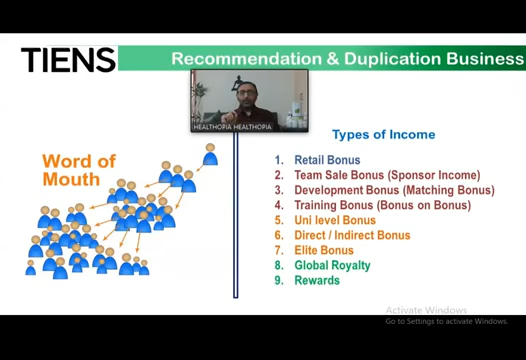 TIENS
Recommendation & Duplication Business
HEALTHOPIA HEALTHOPIA
Types of Income
Word of
Mouth
1. Retail Bonus
2. Team Sale Bonus (Sponsor Income)
3. Development Bonus (Matching Bonus)
4. Training Bonus (Bonus on Bonus)
5. Uni level Bonus
6. Direct / Indirect Bonus
7. Elite Bonus
8. Global Royalty
9. Rewards
Activate Windows
Go to Settings to activate Windows.